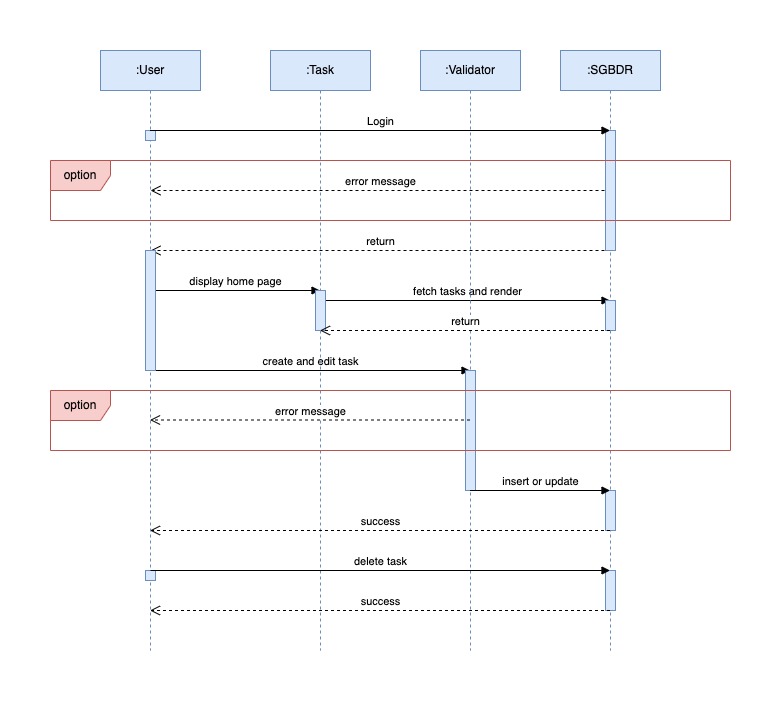 :User
:Task
:Validator
:SGBDR
Login
option
error message
return
display home page
fetch tasks and render
return
create and edit task
option
error message
insert or update
success
delete task
success